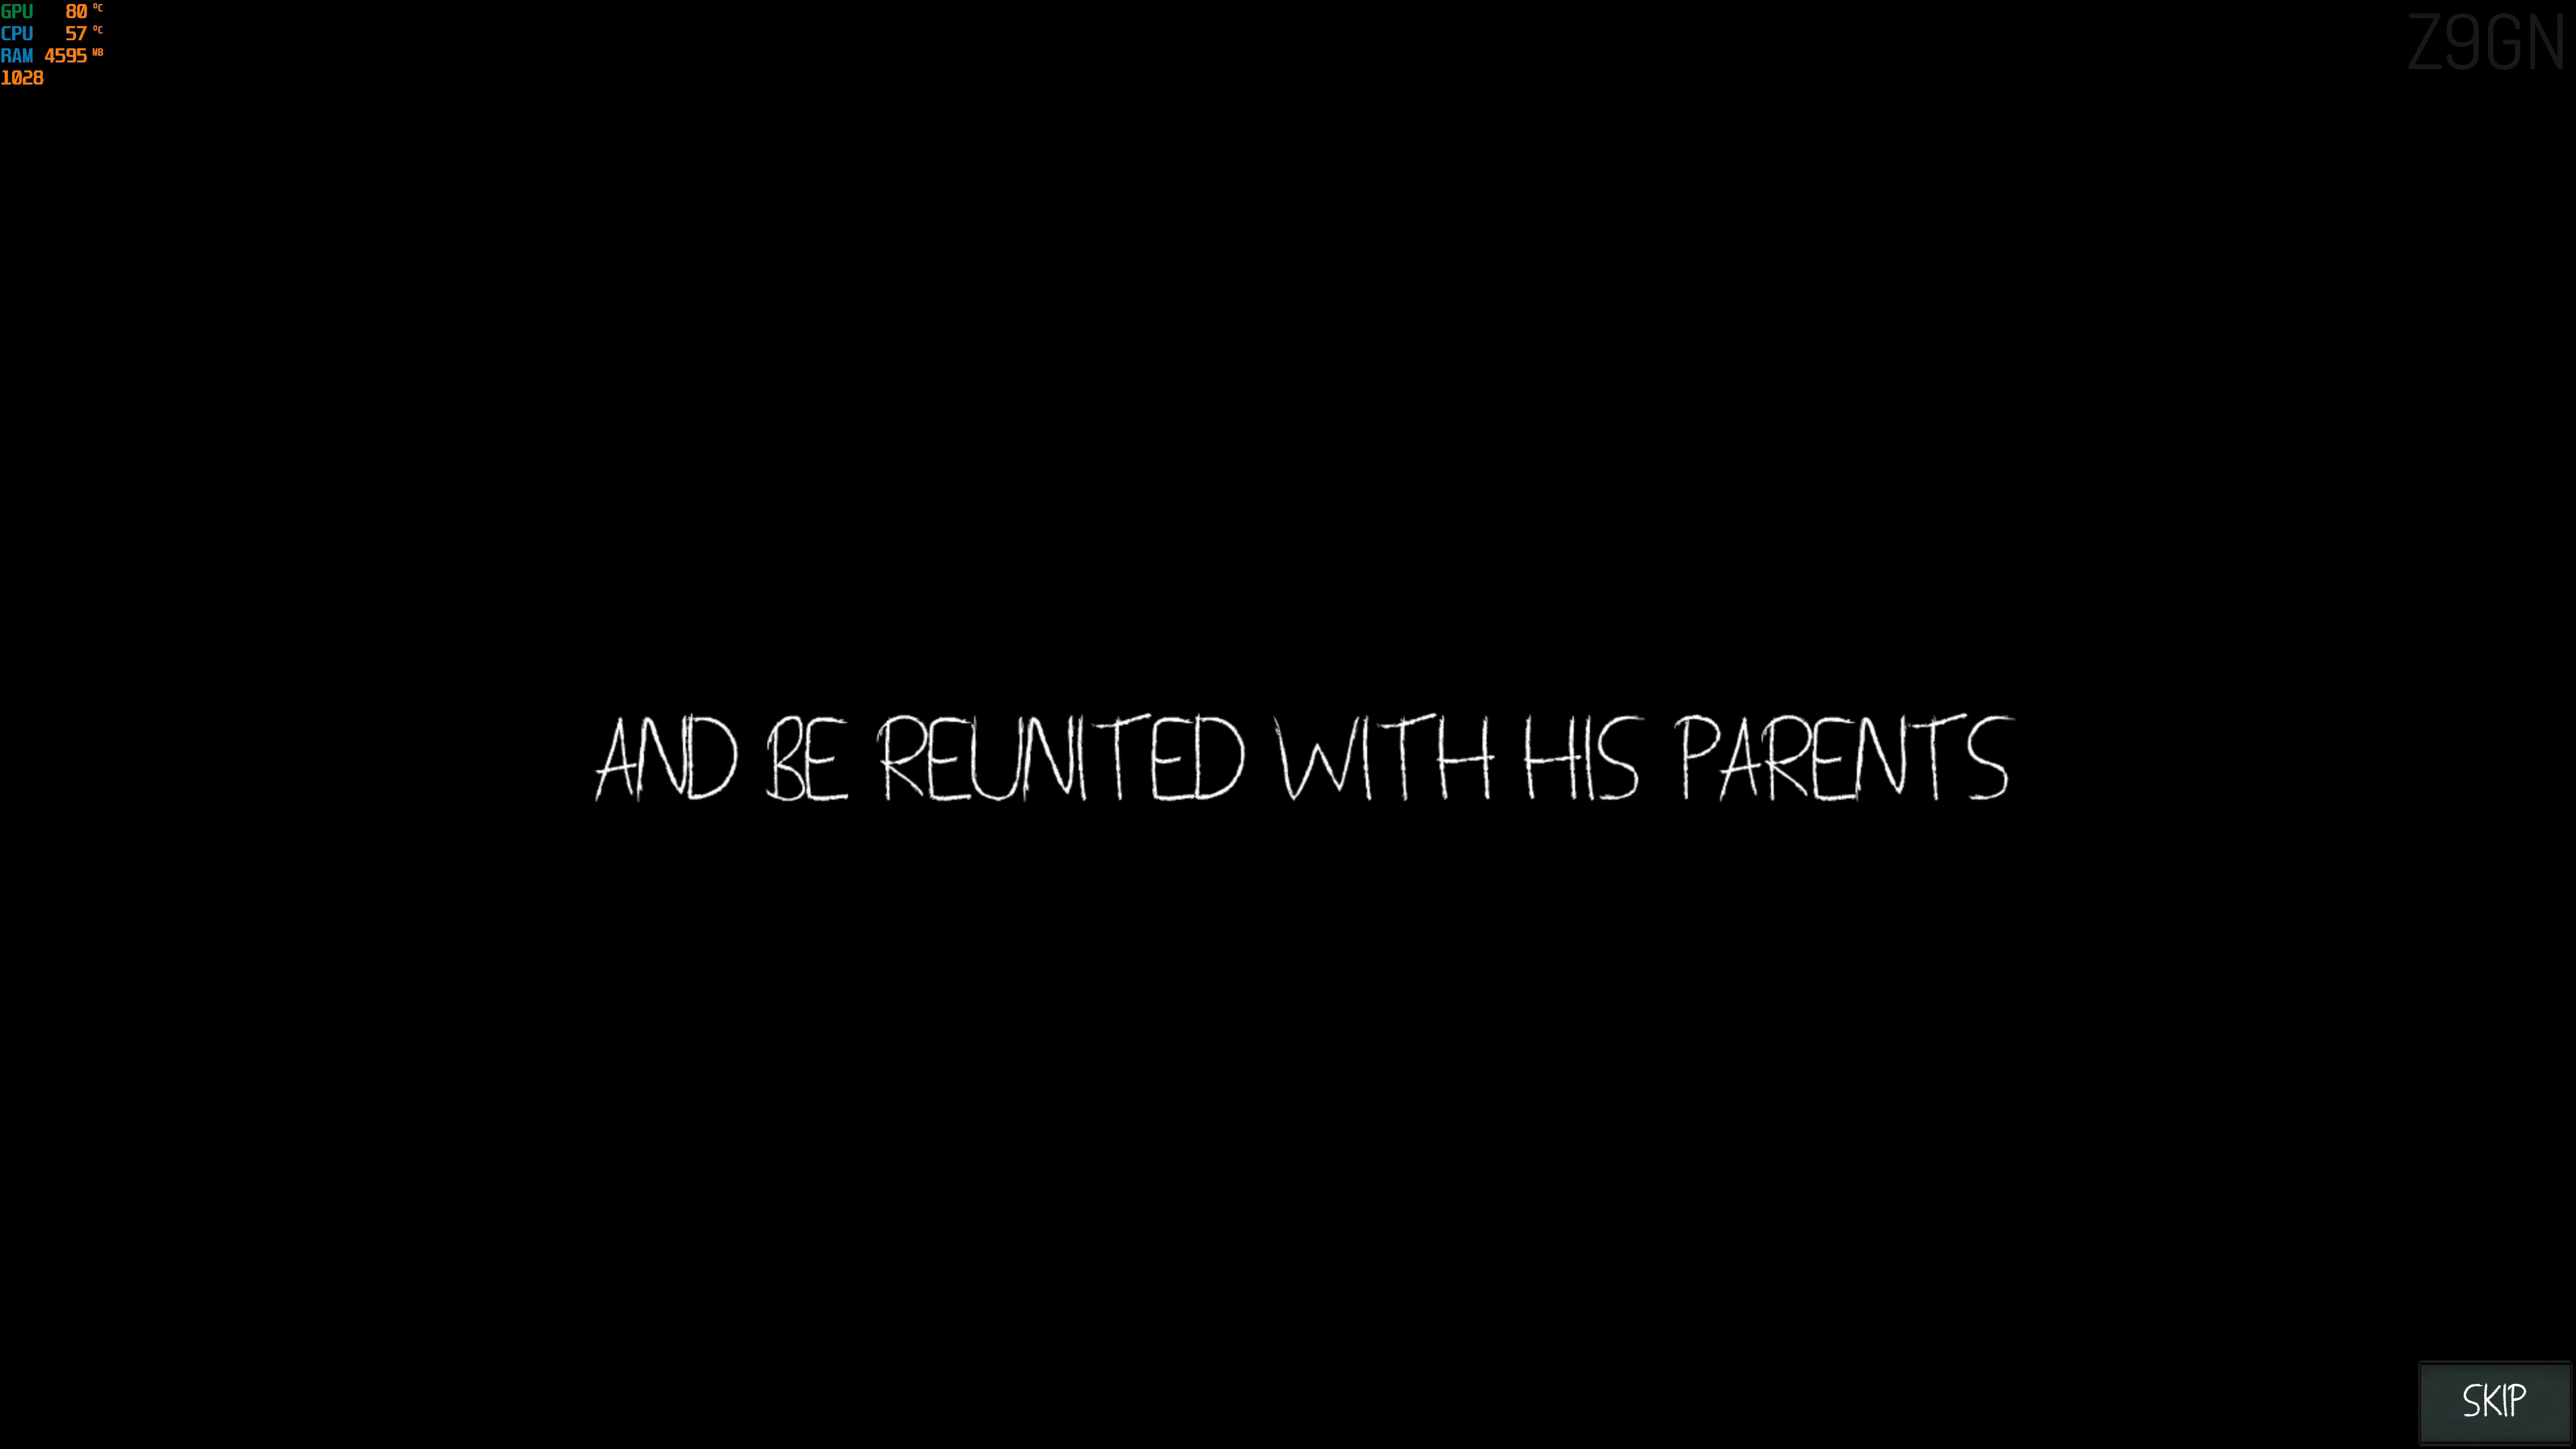 GPU 80 °C
CPU 57 °C
RAM 4595 MB
1028
Z9GN
AND BE REUNITED WITH HIS PARENTS
SKIP